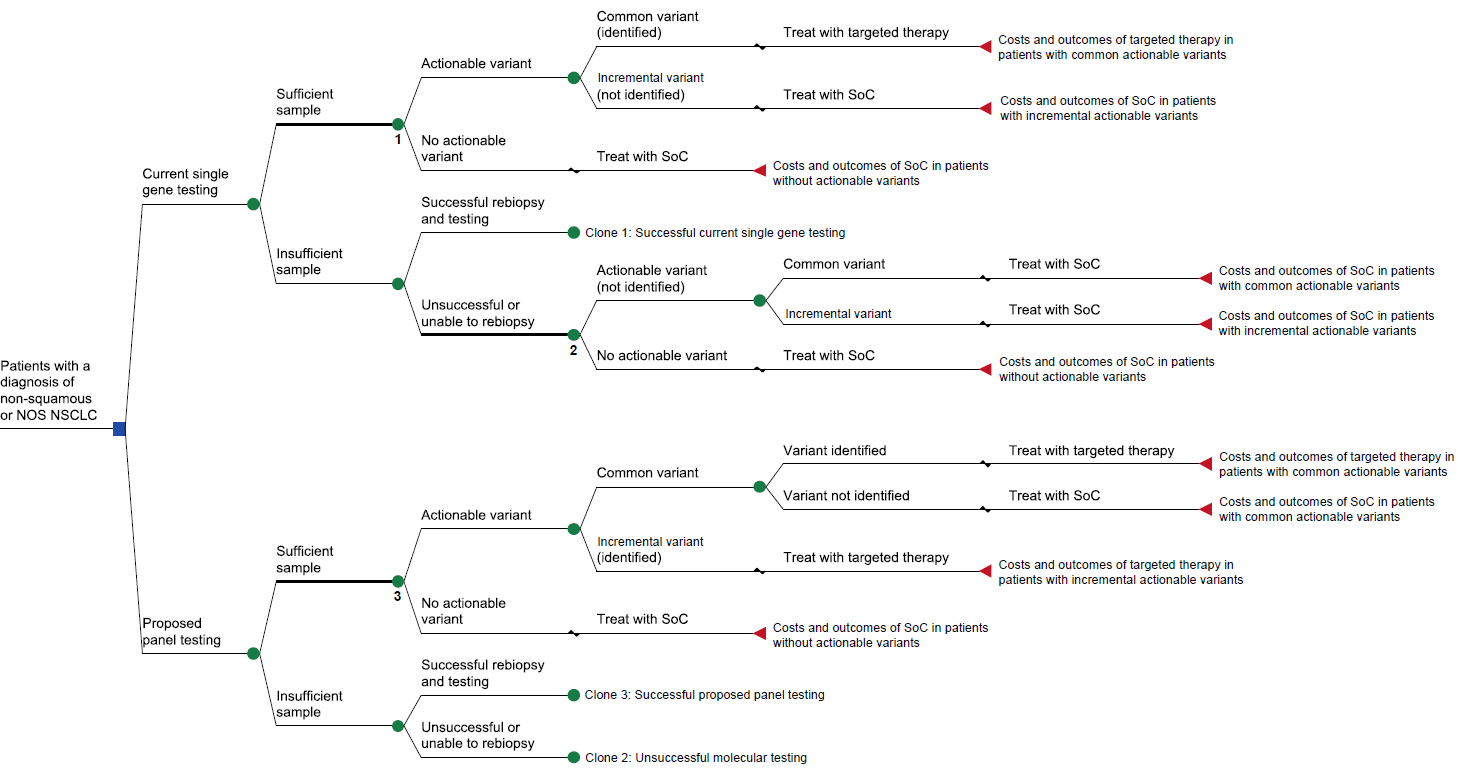 Common variant
(identified)
Treat with targeted therapy
Costs and outcomes of targeted therapy in
patients with common actionable variants
Actionable variant
Incremental variant
(not identified)
Treat with SoC
Costs and outcomes of SoC in patients
with incremental actionable variants
Sufficient
sample
1
No actionable
variant
Treat with SoC
Costs and outcomes of SoC in patients
without actionable variants
Current single
gene testing
Successful rebiopsy
and testing
Clone 1: Successful current single gene testing
Insufficient
sample
Actionable variant
(not identified)
Common variant
Treat with SoC
Costs and outcomes of SoC in patients
with common actionable variants
Incremental variant
Treat with SoC
Costs and outcomes of SoC in patients
with incremental actionable variants
Unsuccessful or
unable to rebiopsy
2
No actionable variant
Treat with SoC
Costs and outcomes of SoC in patients
without actionable variants
Patients with a
diagnosis of
non-squamous
or NOS NSCLC
Common variant
Variant identified
Treat with targeted therapy
Costs and outcomes of targeted therapy in
patients with common actionable variants
Variant not identified
Treat with SoC
Costs and outcomes of SoC in patients
with common actionable variants
Actionable variant
Incremental variant
(identified)
Treat with targeted therapy
Costs and outcomes of targeted therapy in
patients with incremental actionable variants
Sufficient
sample
3
No actionable
variant
Treat with SoC
Costs and outcomes of SoC in patients
without actionable variants
Proposed
panel testing
Successful rebiopsy
and testing
Clone 3: Successful proposed panel testing
Insufficient
sample
Unsuccessful or
unable to rebiopsy
Clone 2: Unsuccessful molecular testing